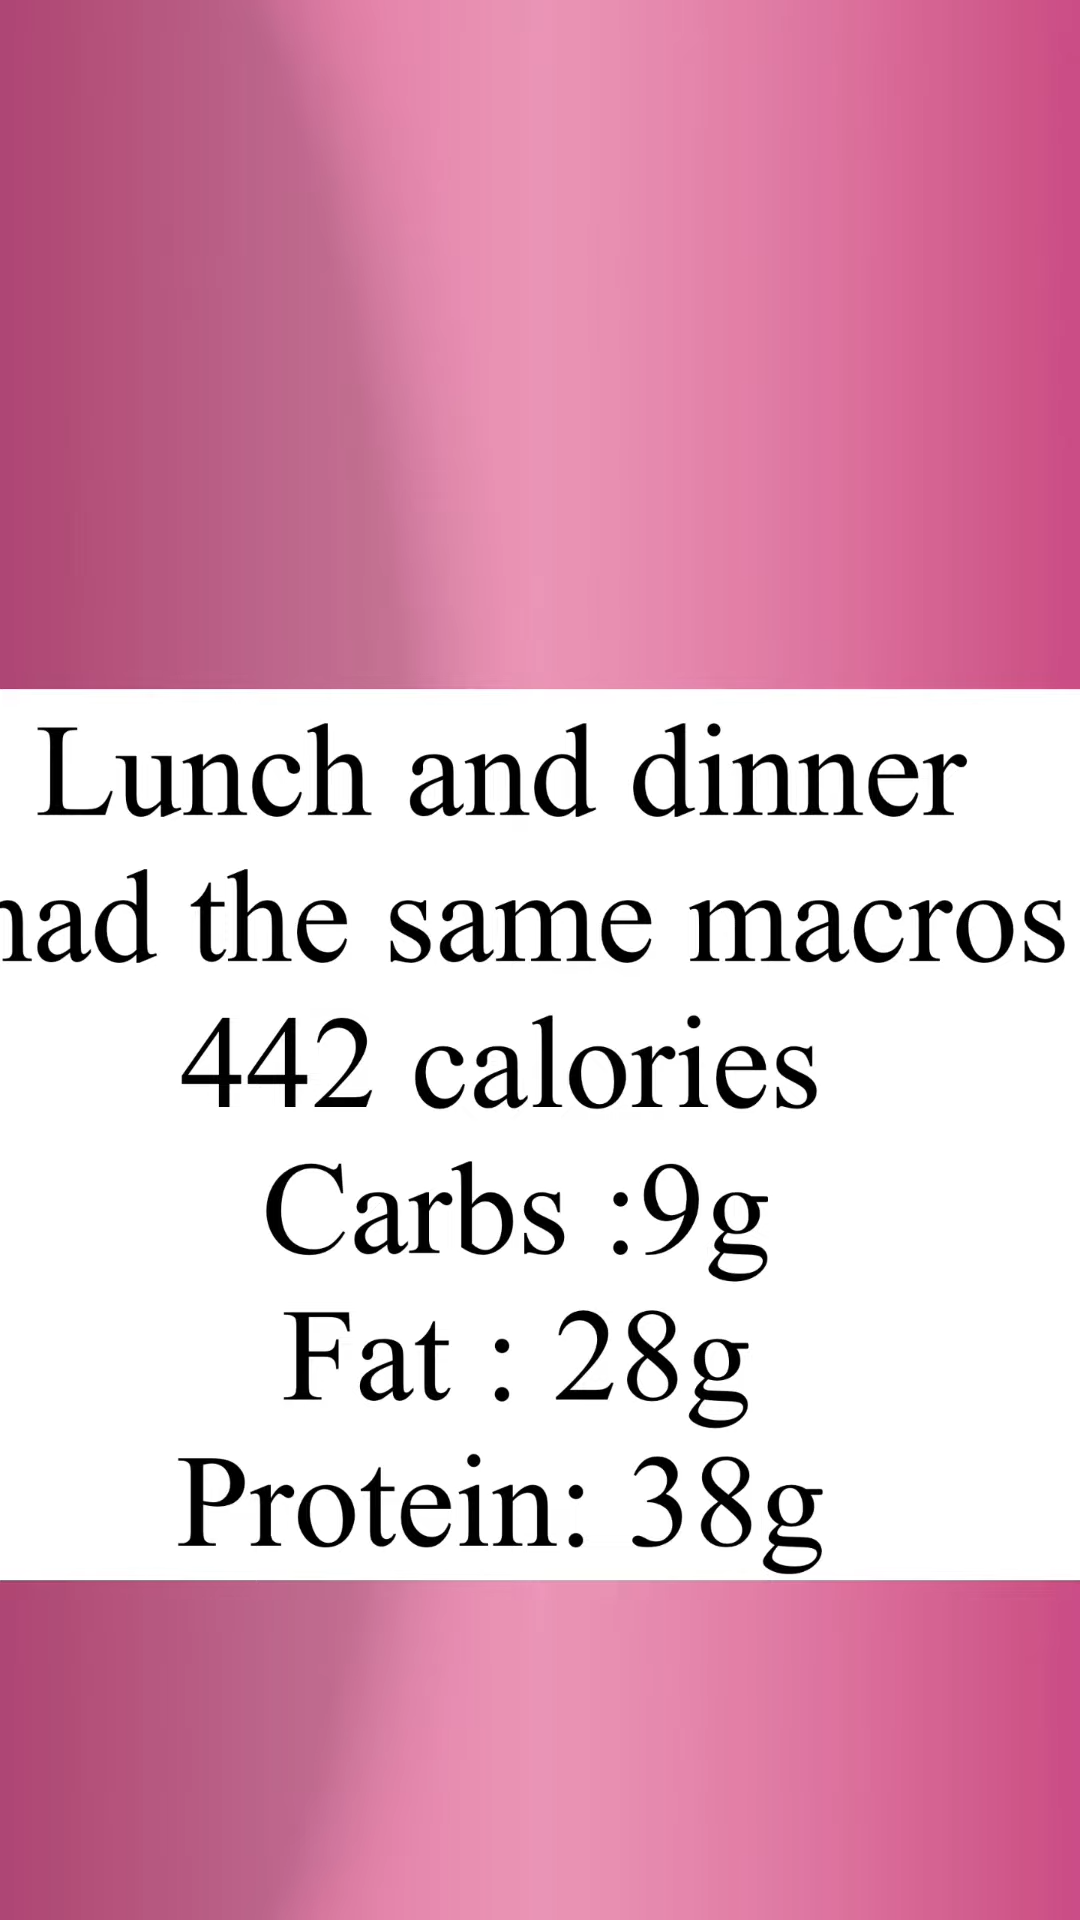 Lunch and dinner
had the same macros
442 calories
Carbs :9g
Fat : 28g
Protein: 38g